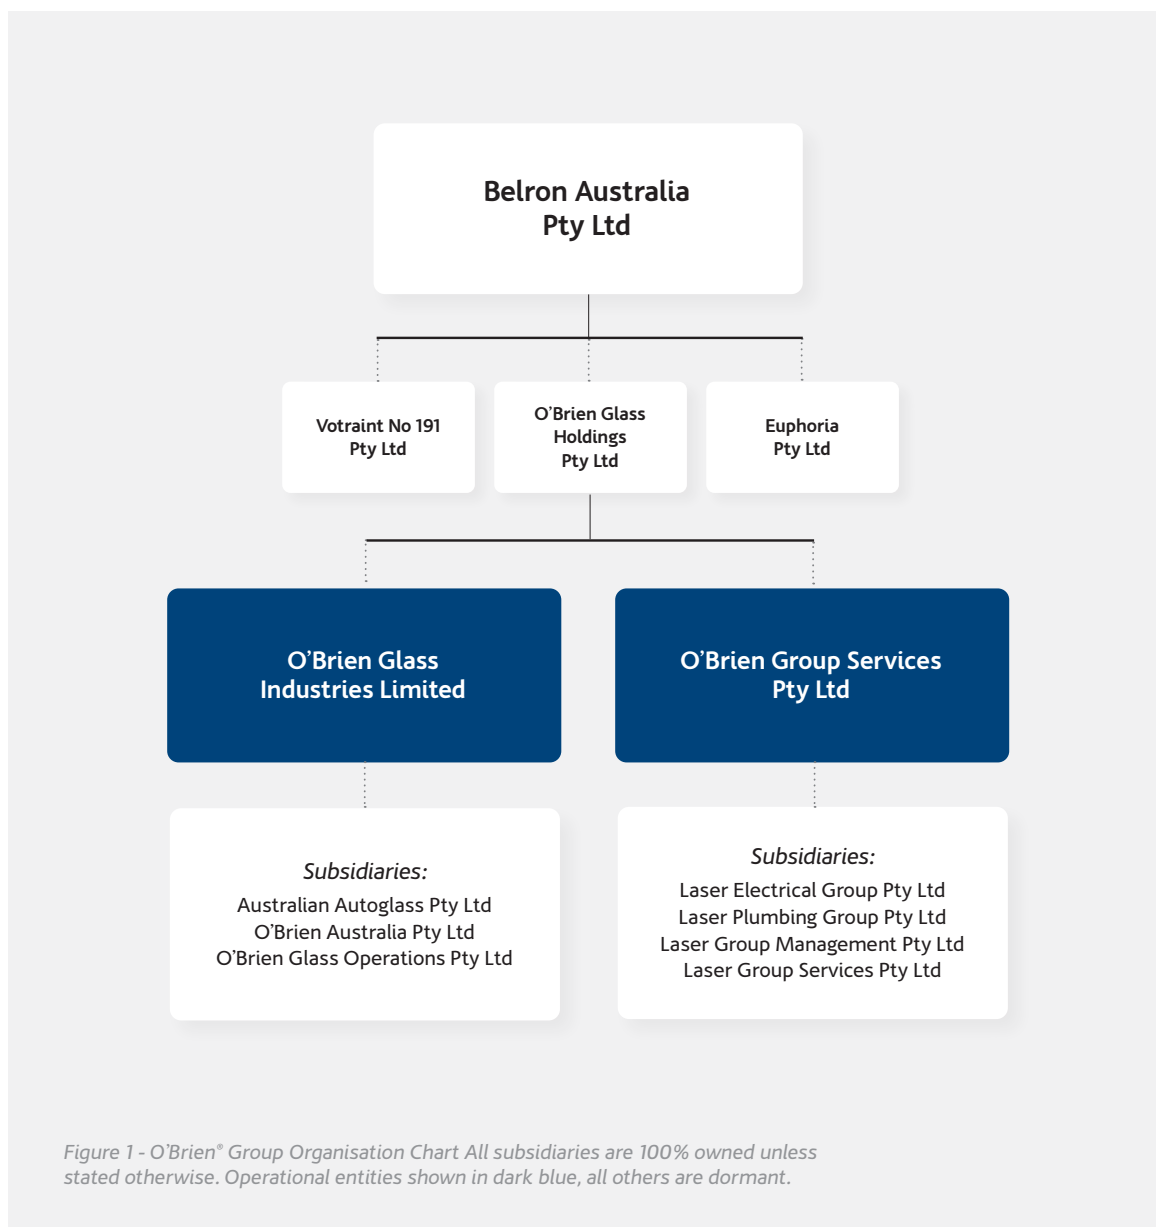 Belron Australia
Pty Ltd
Votraint No 191
Pty Ltd
O’Brien Glass
Holdings
Pty Ltd
Euphoria
Pty Ltd
O’Brien Glass
Industries Limited
O’Brien Group Services
Pty Ltd
Subsidiaries:
Australian Autoglass Pty Ltd
O’Brien Australia Pty Ltd
O’Brien Glass Operations Pty Ltd
Subsidiaries:
Laser Electrical Group Pty Ltd
Laser Plumbing Group Pty Ltd
Laser Group Management Pty Ltd
Laser Group Services Pty Ltd
Figure 1 - O’Brien® Group Organisation Chart All subsidiaries are 100% owned unless
stated otherwise. Operational entities shown in dark blue, all others are dormant.